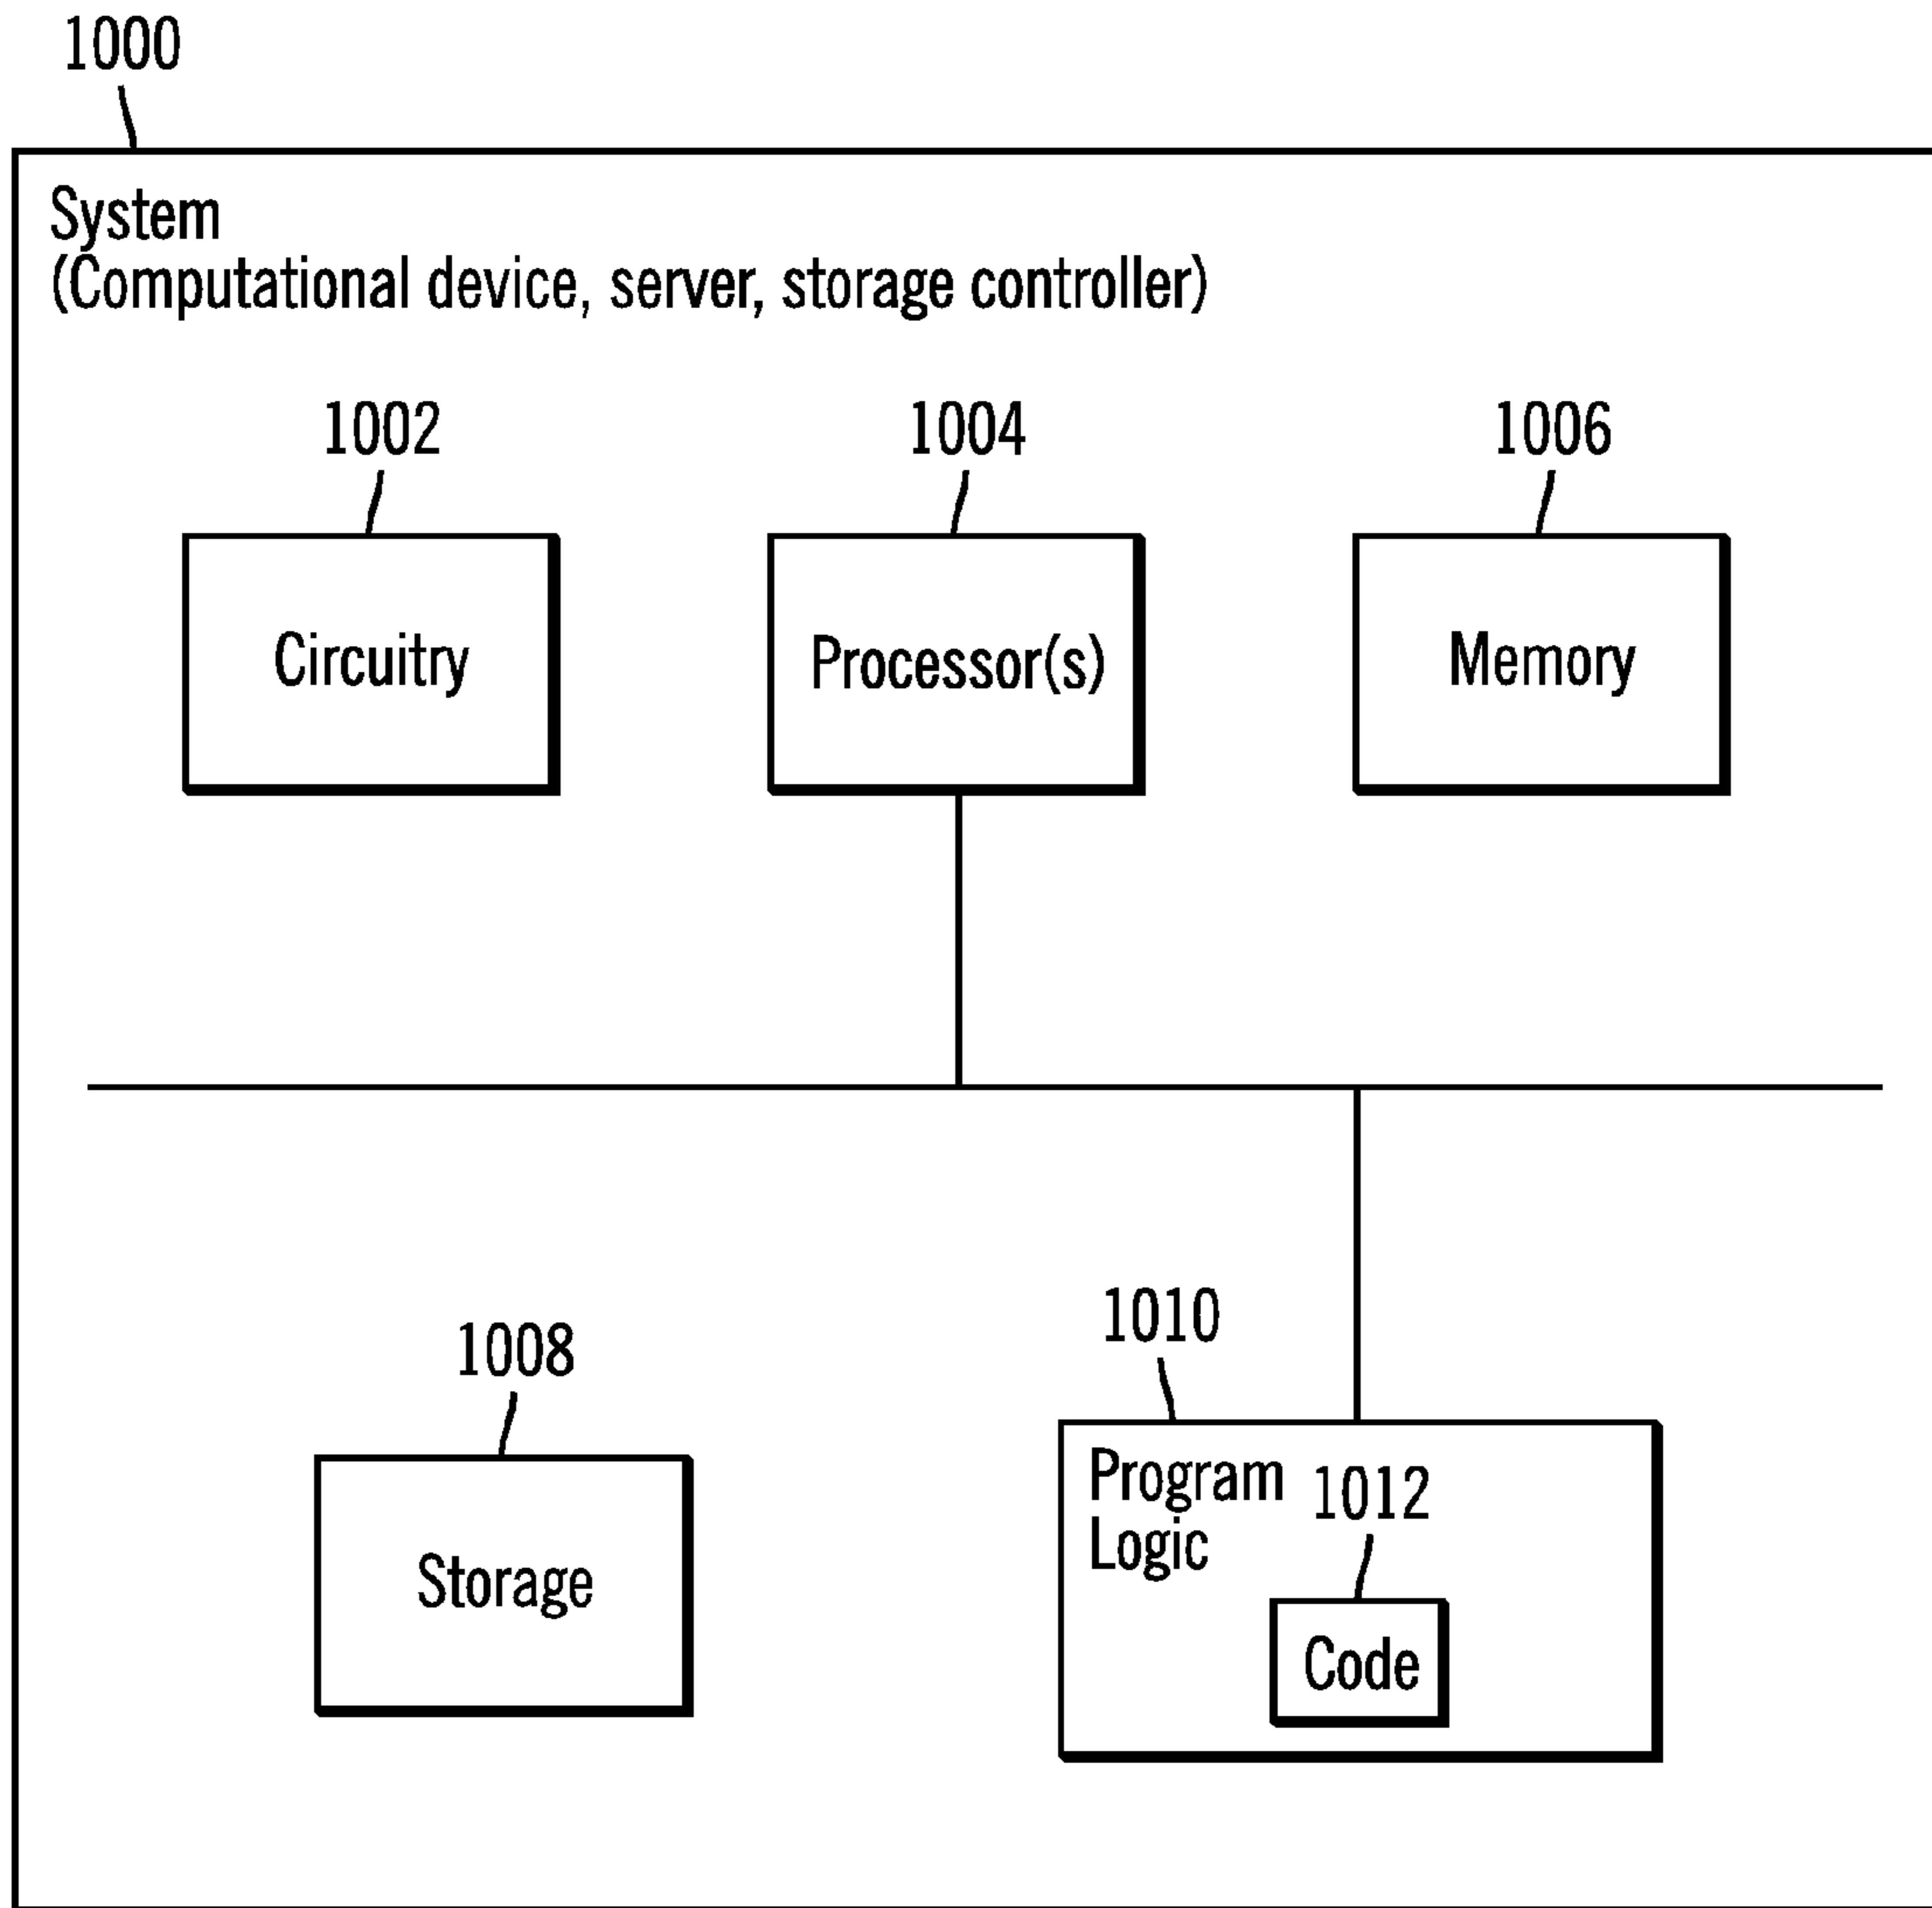 1000
System
(Computational device, server, storage controller)
1002
1004
1006
Circuitry
Processor(s)
Memory
1008
1010
Storage
Program
Logic
1012
Code